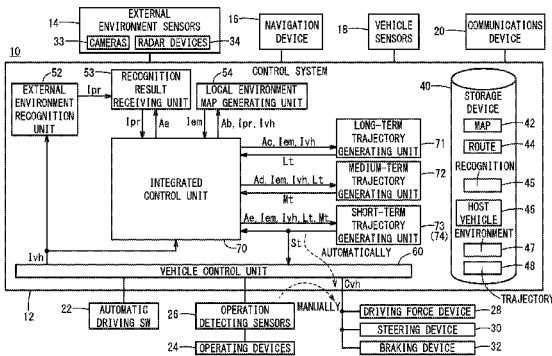 10
EXTERNAL
ENVIRONMENT
SENSORS
14
33
CAMERAS
RADAR DEVICES
34
NAVIGATION
DEVICE
16
VEHICLE
SENSORS
18
COMMUNICATIONS
DEVICE
20
CONTROL SYSTEM
52
EXTERNAL
ENVIRONMENT
RECOGNITION
UNIT
Ipr
53
RECOGNITION
RESULT
RECEIVING UNIT
54
LOCAL ENVIRONMENT
MAP GENERATING UNIT
Ipr
Aa
Iem
Ab, Ipr, Ivh
INTEGRATED
CONTROL UNIT
70
Ac, Iem, Ivh
Lt
LONG-TERM
TRAJECTORY
GENERATING UNIT
71
Ad, Iem, Ivh, Lt
Mt
MEDIUM-TERM
TRAJECTORY
GENERATING UNIT
72
Ae, Iem, Ivh, Lt, Mt
St
SHORT-TERM
TRAJECTORY
GENERATING UNIT
73
(74)
AUTOMATICALLY
40
STORAGE
DEVICE
MAP
42
ROUTE
44
RECOGNITION
45
HOST
VEHICLE
46
ENVIRONMENT
47
48
TRAJECTORY
Ivh
VEHICLE CONTROL UNIT
60
12
Cvh
MANUALLY
22
AUTOMATIC
DRIVING SW
26
OPERATION
DETECTING SENSORS
24
OPERATING DEVICES
DRIVING FORCE DEVICE
28
STEERING DEVICE
30
BRAKING DEVICE
32